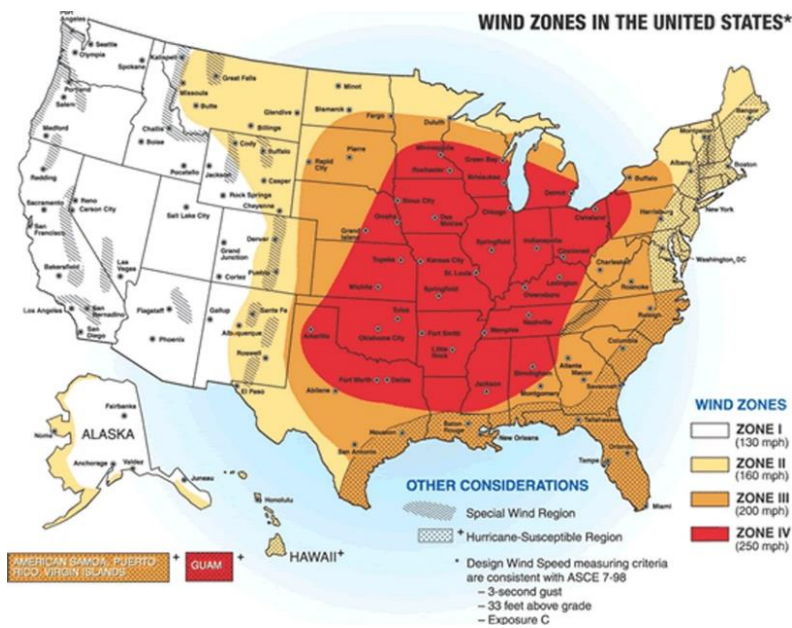 WIND ZONES IN THE UNITED STATES*
Angeles
Seattle
Olympia
Spokane
Kalispell
Great Falls
Missoula
Butte
Glendive
Billings
Minot
Bismarck
Fargo
Duluth
Portland
Salem
Medford
Challis
Boise
Pocatello
Jackson
Cody
Buffalo
Casper
Rock Springs
Cheyenne
Rapid City
Pierre
Minneapolis
Rochester
Green Bay
Milwaukee
Chicago
Detroit
Cleveland
Buffalo
Albany
Montpelier
Bangor
Boston
New York
Harrisburg
Washington, DC
Redding
Sacramento
San Francisco
Reno
Carson City
Salt Lake City
Grand Junction
Cortez
Denver
Pueblo
Grand Island
Omaha
Sioux City
Des Moines
Springfield
Indianapolis
Cincinnati
Charleston
Roanoke
Raleigh
Bakersfield
Las Vegas
Los Angeles
San Bernadino
San Diego
Flagstaff
Phoenix
Gallup
Santa Fe
Albuquerque
Roswell
El Paso
Topeka
Kansas City
St. Louis
Wichita
Springfield
Lexington
Owensboro
Nashville
Memphis
Tulsa
Oklahoma City
Amarillo
Fort Smith
Little Rock
Abilene
Fort Worth
Dallas
Jackson
Birmingham
Montgomery
Atlanta
Macon
Columbia
Savannah
Tallahassee
Orlando
Tampa
Miami
Houston
San Antonio
Baton Rouge
New Orleans
Fairbanks
ALASKA
Nome
Anchorage
Valdez
Juneau
Honolulu
HAWAII+
AMERICAN SAMOA, PUERTO
RICO, VIRGIN ISLANDS
+
GUAM
+
OTHER CONSIDERATIONS
Special Wind Region
+ Hurricane-Susceptible Region
* Design Wind Speed measuring criteria
are consistent with ASCE 7-98
– 3-second gust
– 33 feet above grade
– Exposure C
WIND ZONES
ZONE I
(130 mph)
ZONE II
(160 mph)
ZONE III
(200 mph)
ZONE IV
(250 mph)